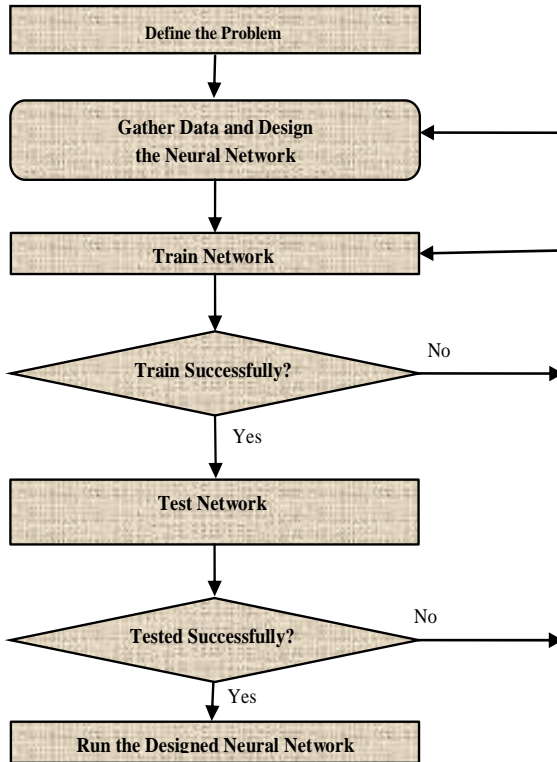 Define the Problem
Gather Data and Design
the Neural Network
Train Network
Train Successfully?
No
Yes
Test Network
Tested Successfully?
No
Yes
Run the Designed Neural Network